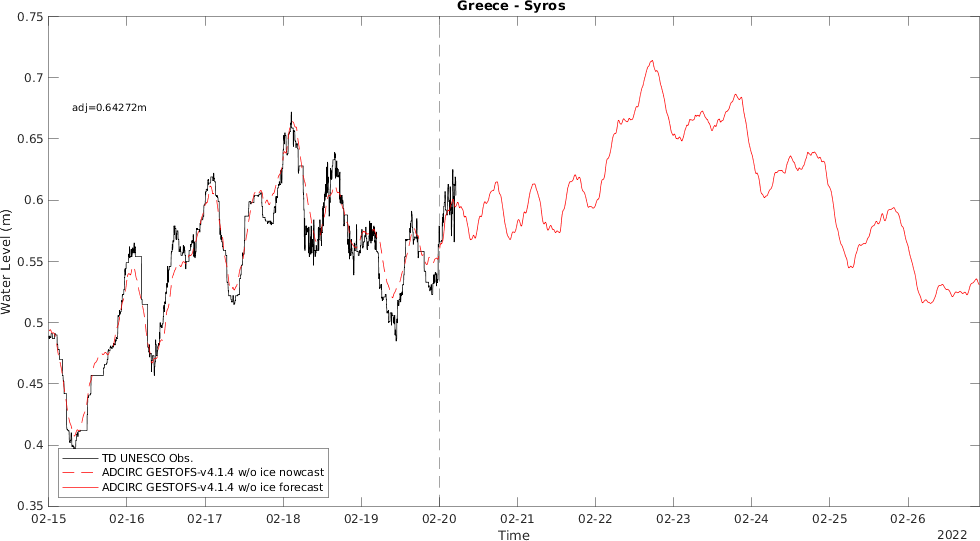 Greece - Syros
0.75
0.7
0.65
0.6
0.55
0.5
0.45
0.4
0.35
Water Level (m)
adj=0.64272m
TD UNESCO Obs.
ADCIRC GESTOFS-v4.1.4 w/o ice nowcast
ADCIRC GESTOFS-v4.1.4 w/o ice forecast
02-15 02-16 02-17 02-18 02-19 02-20 02-21 02-22 02-23 02-24 02-25 02-26
Time
2022